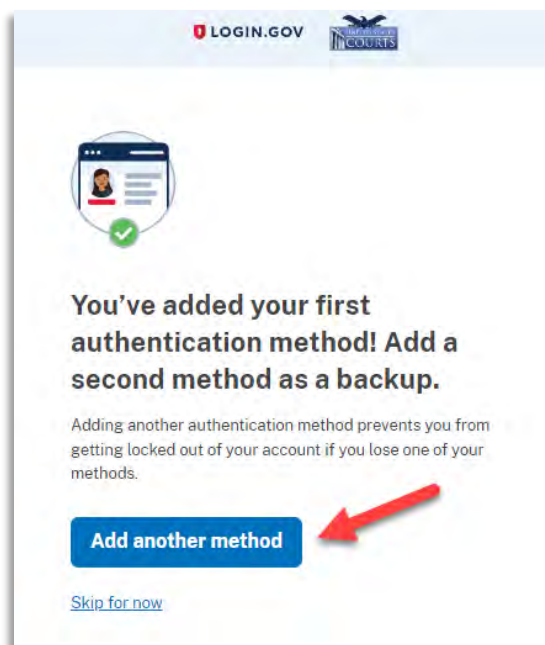 LOGIN.GOV
COURTS
You've added your first
authentication method! Add a
second method as a backup.
Adding another authentication method prevents you from
getting locked out of your account if you lose one of your
methods.
Add another method
Skip for now